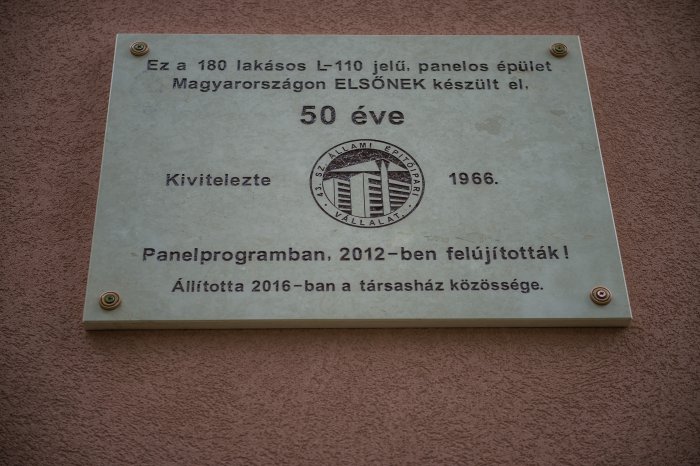 Ez a 180 lakásos L-110 jelű, panelos épület
Magyarországon ELSŐNEK készült el,
50 éve
Kivitelezte
43. SZ. ÁLLAMI ÉPITŐIPARI
VÁLLALAT.
1966.
Panelprogramban, 2012-ben felújították!
Állította 2016-ban a társasház közössége.